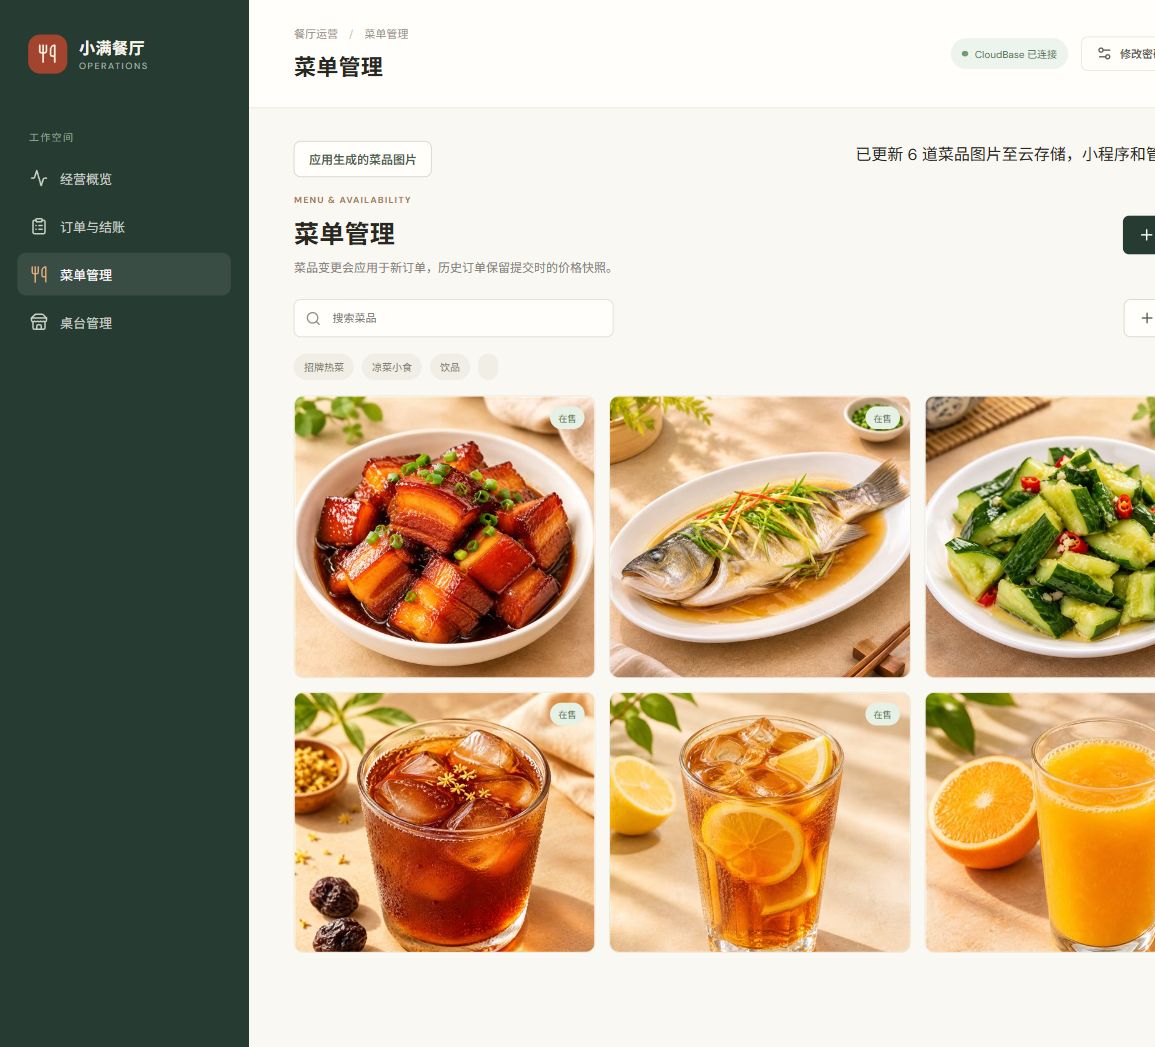 小满餐厅
OPERATIONS
工作空间
经营概览
订单与结账
菜单管理
桌台管理
餐厅运营 / 菜单管理
菜单管理
CloudBase 已连接
修改密
应用生成的菜品图片
已更新 6 道菜品图片至云存储，小程序和管
MENU & AVAILABILITY
菜单管理
菜品变更会应用于新订单，历史订单保留提交时的价格快照。
搜索菜品
招牌热菜
凉菜小食
饮品
在售
在售
在售
在售